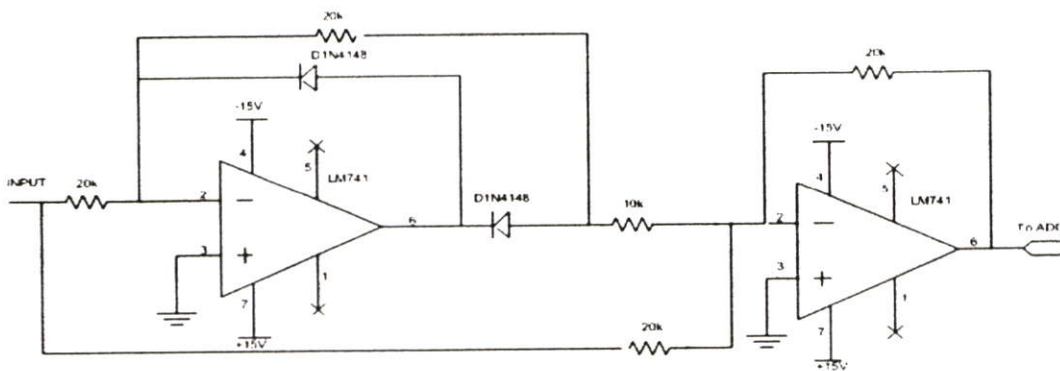 20k
D1N4148
20k
-15V
-15V
4
5
LM741
4
5
LM741
INPUT
20k
2
6
D1N4148
10k
2
6
To ADC
3
1
3
1
7
+15V
20k
7
+15V